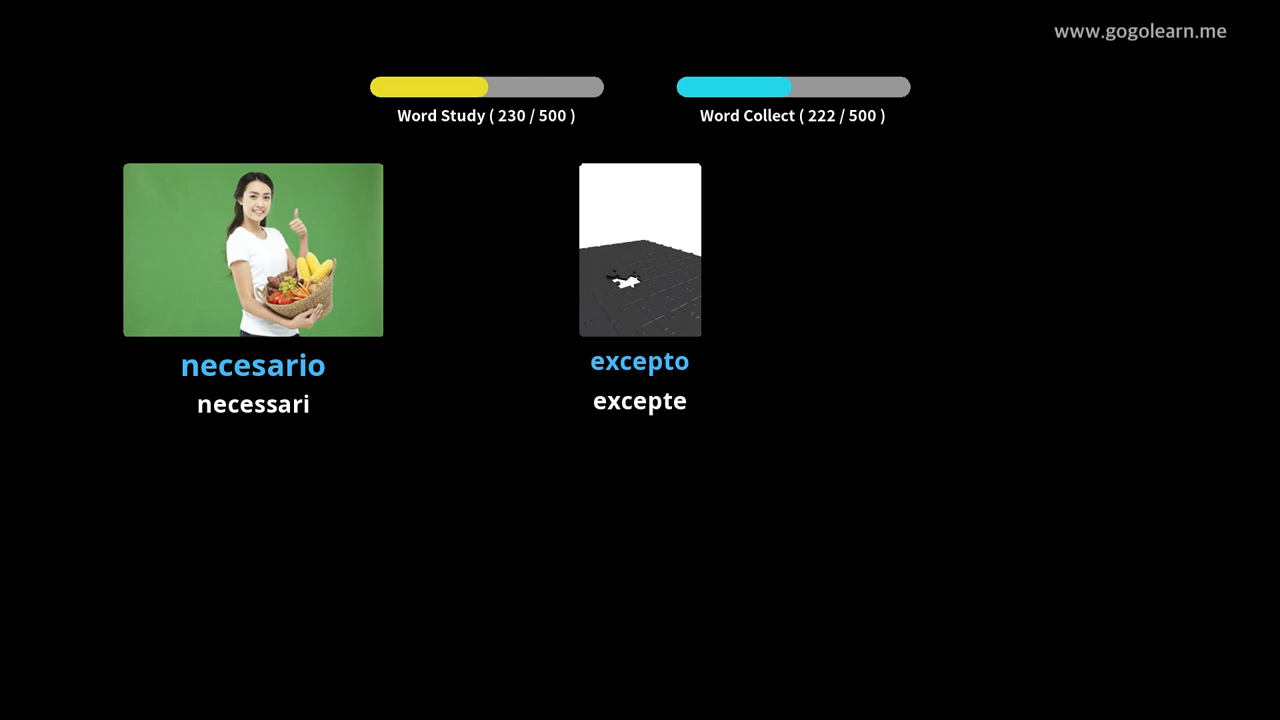 www.gogolearn.me
Word Study ( 230 / 500 )
Word Collect ( 222 / 500 )
necesario
necessari
excepto
excepte